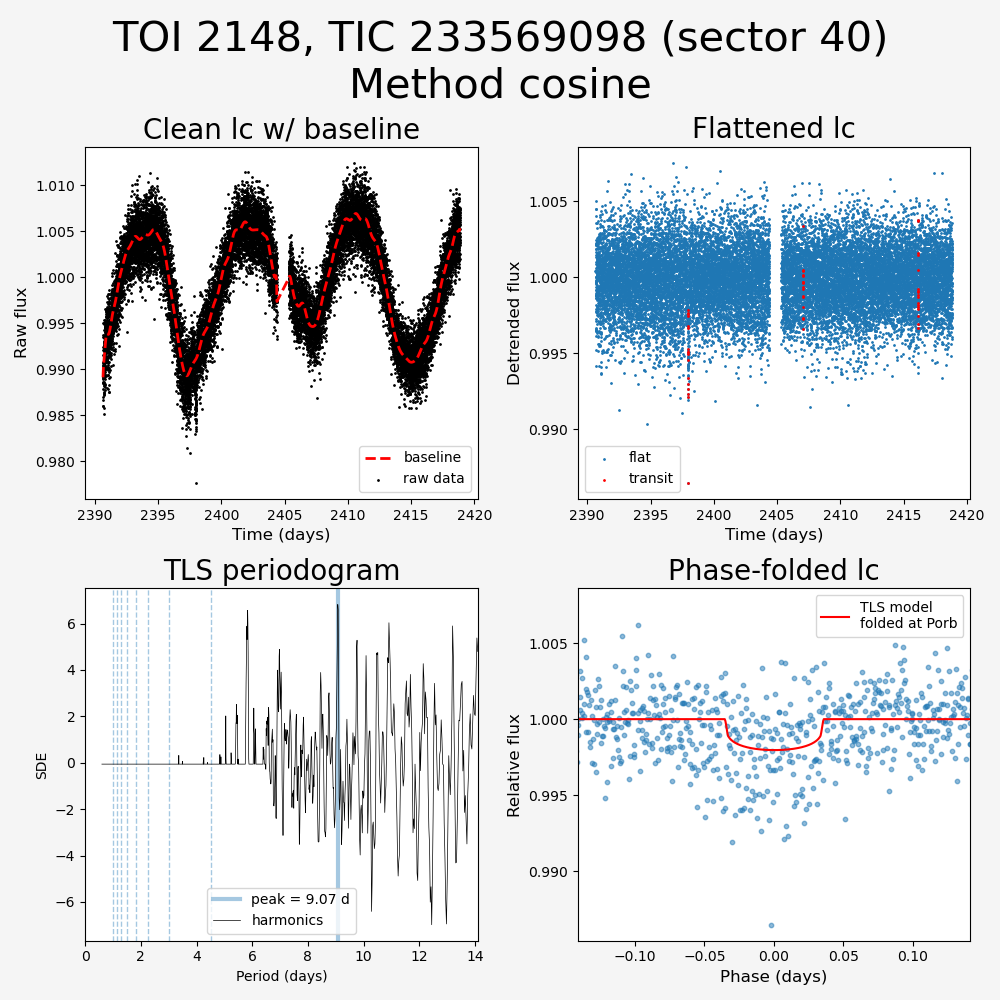 TOI 2148, TIC 233569098 (sector 40)
Method cosine
Clean lc w/ baseline
Raw flux
1.010
1.005
1.000
0.995
0.990
0.985
0.980
baseline
raw data
2390
2395
2400
2405
2410
2415
2420
Time (days)
Flattened lc
Detrended flux
1.005
1.000
0.995
0.990
flat
transit
2390
2395
2400
2405
2410
2415
2420
Time (days)
TLS periodogram
SDE
6
4
2
0
−2
−4
−6
peak = 9.07 d
harmonics
0
2
4
6
8
10
12
14
Period (days)
Phase-folded lc
Relative flux
1.005
1.000
0.995
0.990
TLS model
folded at Porb
−0.10
−0.05
0.00
0.05
0.10
Phase (days)